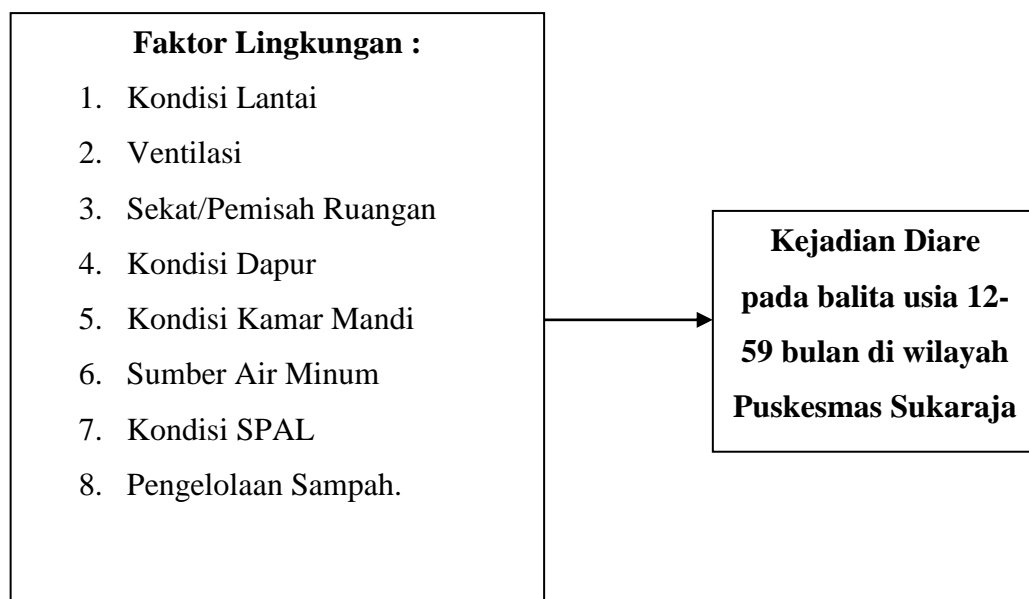 Faktor Lingkungan :
1. Kondisi Lantai
2. Ventilasi
3. Sekat/Pemisah Ruangan
4. Kondisi Dapur
5. Kondisi Kamar Mandi
6. Sumber Air Minum
7. Kondisi SPAL
8. Pengelolaan Sampah.
Kejadian Diare
pada balita usia 12-
59 bulan di wilayah
Puskesmas Sukaraja